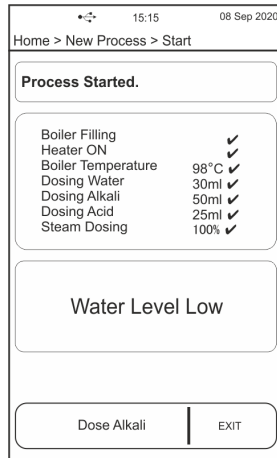 15:15 08 Sep 2020
Home > New Process > Start
Process Started.
Boiler Filling ✔
Heater ON ✔
Boiler Temperature 98°C ✔
Dosing Water 30ml ✔
Dosing Alkali 50ml ✔
Dosing Acid 25ml ✔
Steam Dosing 100% ✔
Water Level Low
Dose Alkali EXIT